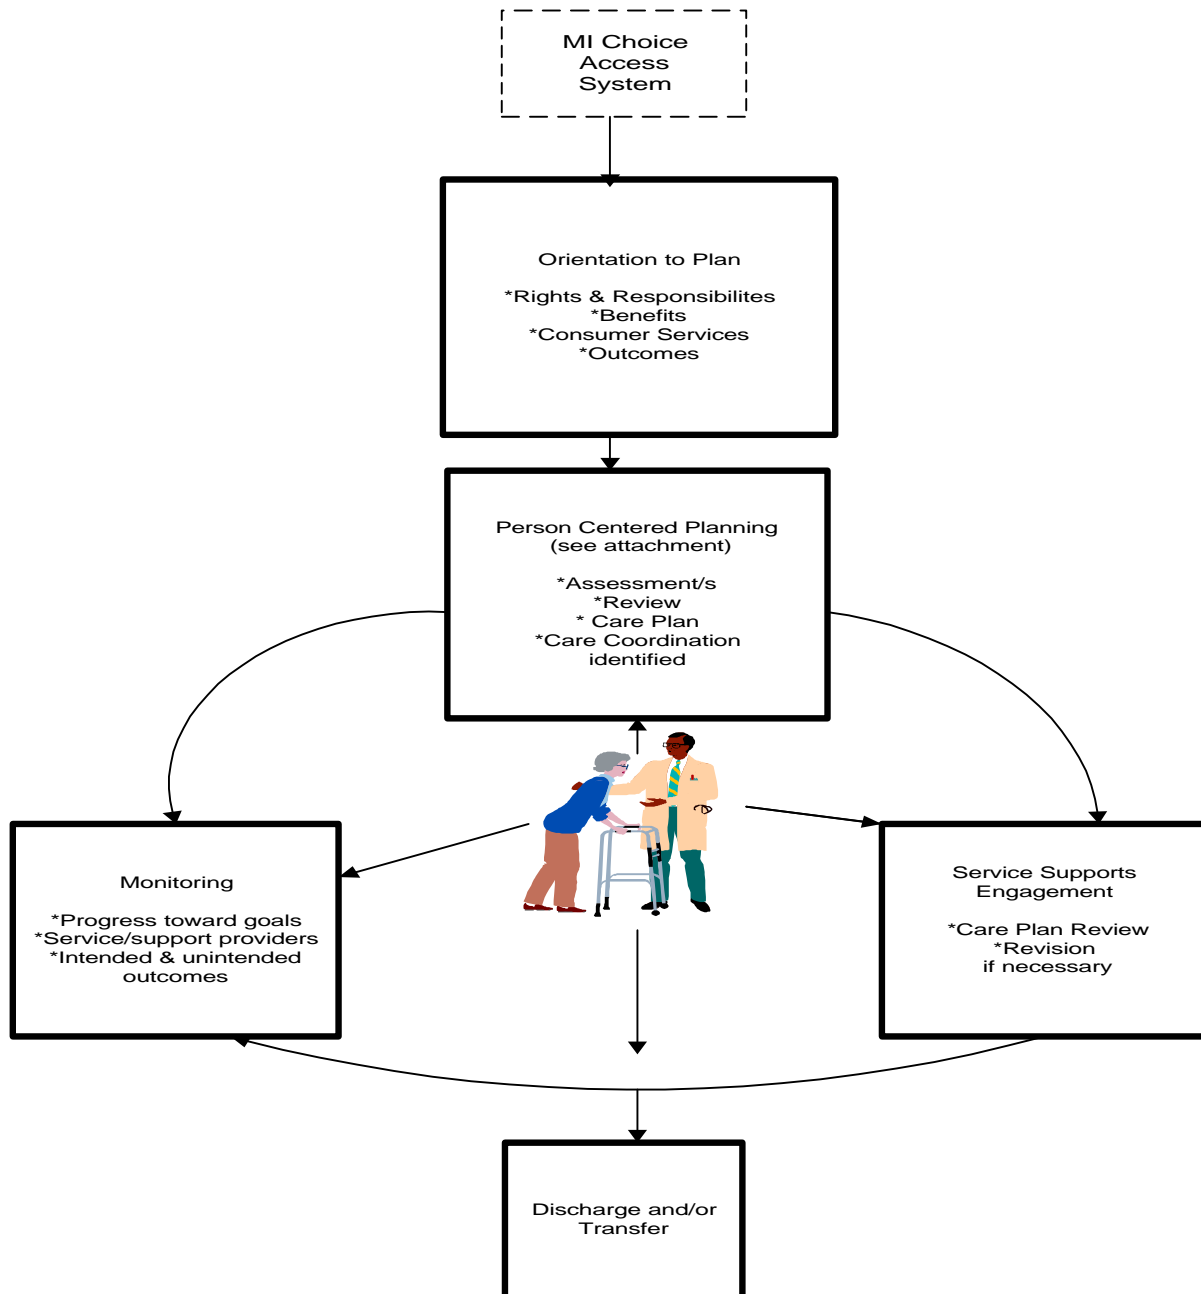 MI Choice
Access
System
Orientation to Plan
*Rights & Responsibilites
*Benefits
*Consumer Services
*Outcomes
Person Centered Planning
(see attachment)
*Assessment/s
*Review
* Care Plan
*Care Coordination
identified
Monitoring
*Progress toward goals
*Service/support providers
*Intended & unintended
outcomes
Service Supports
Engagement
*Care Plan Review
*Revision
if necessary
Discharge and/or
Transfer